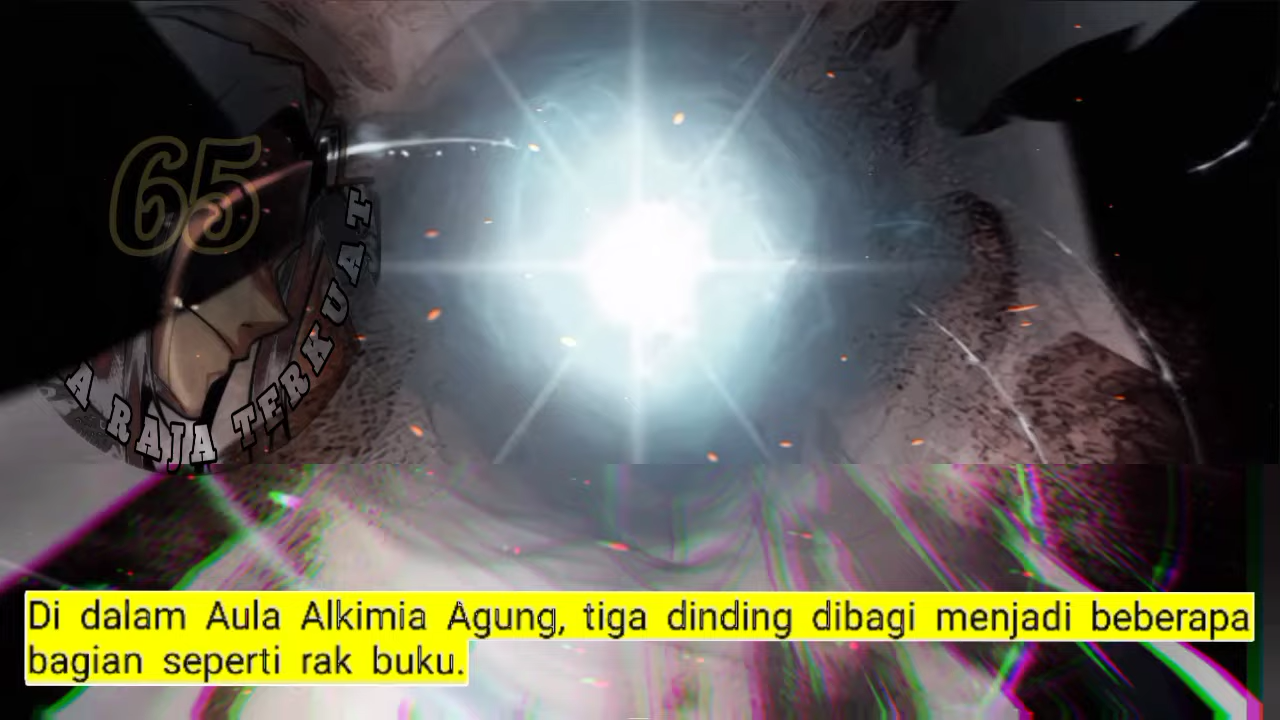 65
A RAJA TERKUAT
Di dalam Aula Alkimia Agung, tiga dinding dibagi menjadi beberapa
bagian seperti rak buku.